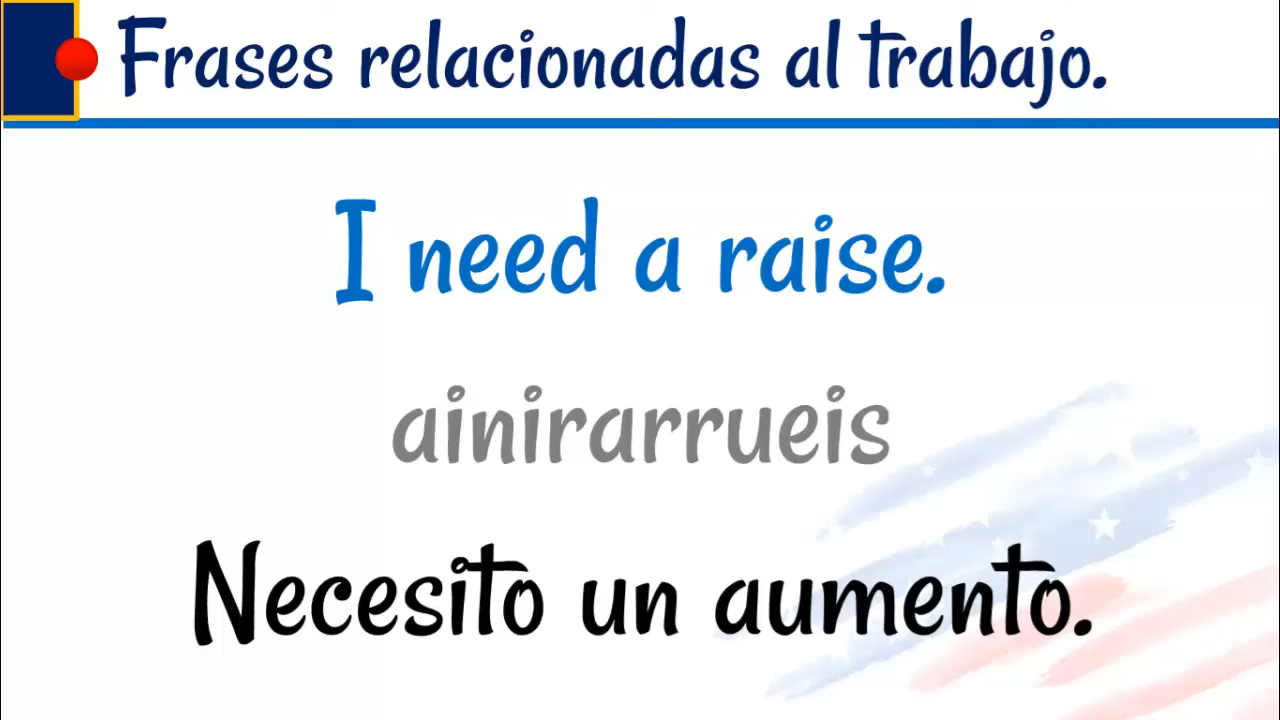 Frases relacionadas al trabajo.
I need a raise.
ainirarrueis
Necesito un aumento.